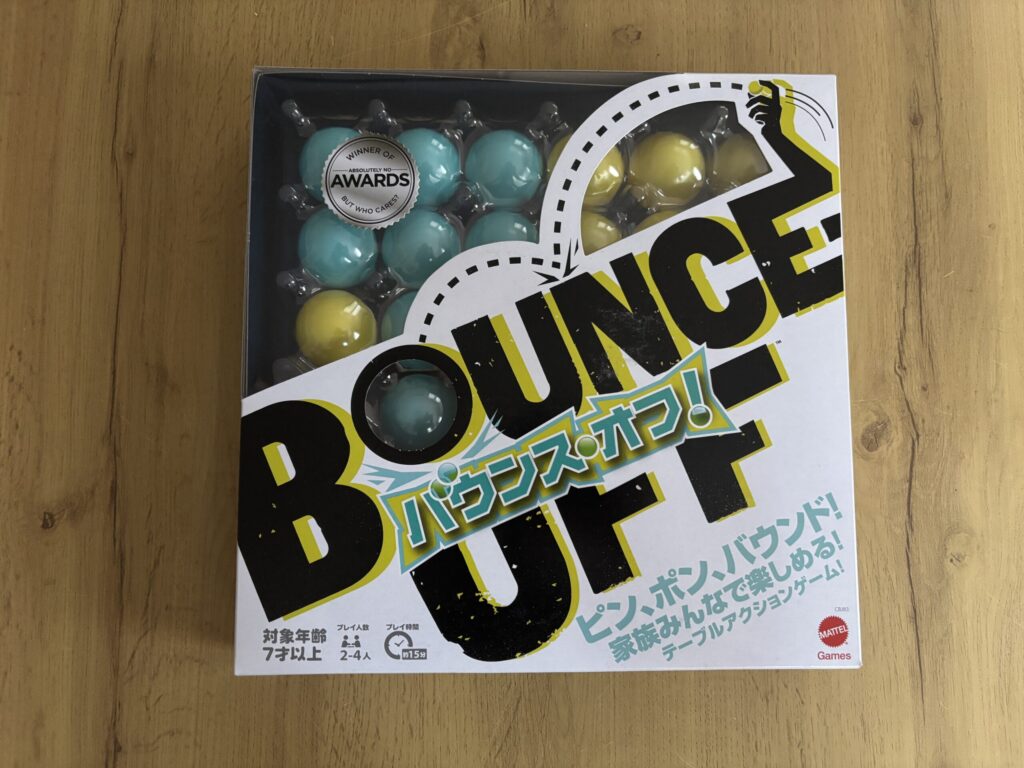 WINNER OF
ABSOLUTELY NO
AWARDS
BUT WHO CARES?
BOUNCE-
OFF
™
バウンス・オフ!
ピン、ポン、バウンド!
家族みんなで楽しめる!
テーブルアクションゲーム!
対象年齢
7才以上
プレイ人数
2-4人
プレイ時間
約15分
MATTEL
Games